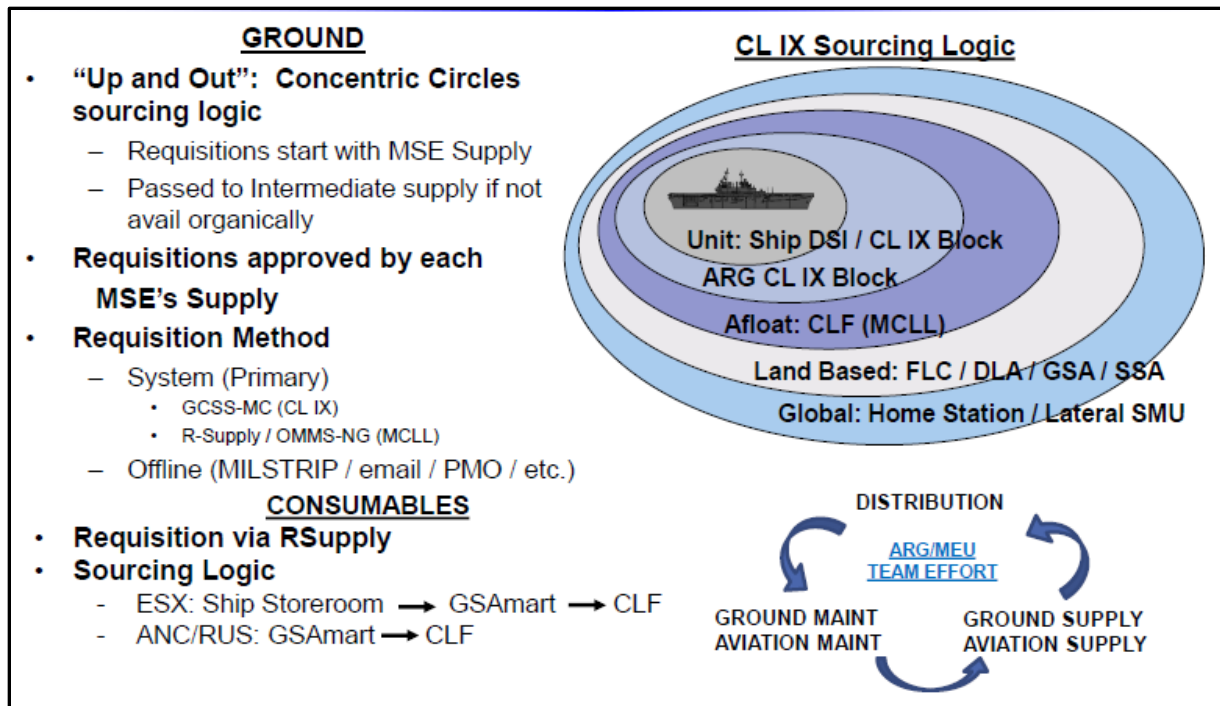 GROUND
• “Up and Out”: Concentric Circles
sourcing logic
– Requisitions start with MSE Supply
– Passed to Intermediate supply if not
avail organically
• Requisitions approved by each
MSE’s Supply
• Requisition Method
– System (Primary)
• GCSS-MC (CL IX)
• R-Supply / OMMS-NG (MCLL)
– Offline (MILSTRIP / email / PMO / etc.)
CONSUMABLES
• Requisition via RSupply
• Sourcing Logic
- ESX: Ship Storeroom → GSAmart → CLF
- ANC/RUS: GSAmart → CLF
CL IX Sourcing Logic
Unit: Ship DSI / CL IX Block
ARG CL IX Block
Afloat: CLF (MCLL)
Land Based: FLC / DLA / GSA / SSA
Global: Home Station / Lateral SMU
DISTRIBUTION
ARG/MEU
TEAM EFFORT
GROUND MAINT
AVIATION MAINT
GROUND SUPPLY
AVIATION SUPPLY